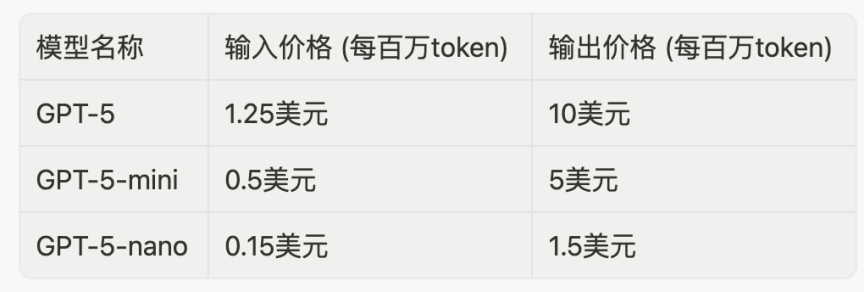 模型名称 输入价格 (每百万token) 输出价格 (每百万token)
GPT-5 1.25美元 10美元
GPT-5-mini 0.5美元 5美元
GPT-5-nano 0.15美元 1.5美元